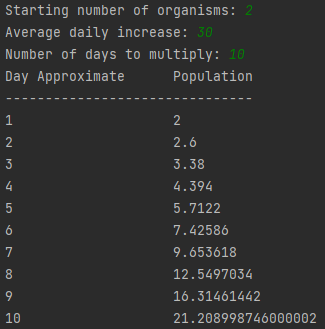 Starting number of organisms: 2
Average daily increase: 30
Number of days to multiply: 10
Day Approximate      Population
-------------------------------
1                    2
2                    2.6
3                    3.38
4                    4.394
5                    5.7122
6                    7.42586
7                    9.653618
8                    12.5497034
9                    16.31461442
10                   21.208998746000002